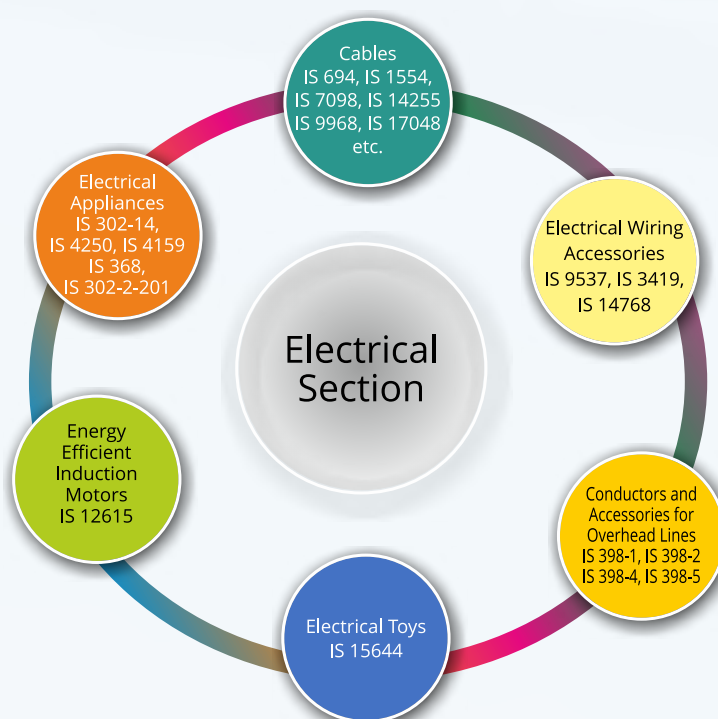 Cables
IS 694, IS 1554,
IS 7098, IS 14255
IS 9968, IS 17048
etc.
Electrical
Appliances
IS 302-14,
IS 4250, IS 4159
IS 368,
IS 302-2-201
Electrical Wiring
Accessories
IS 9537, IS 3419,
IS 14768
Electrical
Section
Energy
Efficient
Induction
Motors
IS 12615
Conductors and
Accessories for
Overhead Lines
IS 398-1, IS 398-2
IS 398-4, IS 398-5
Electrical Toys
IS 15644